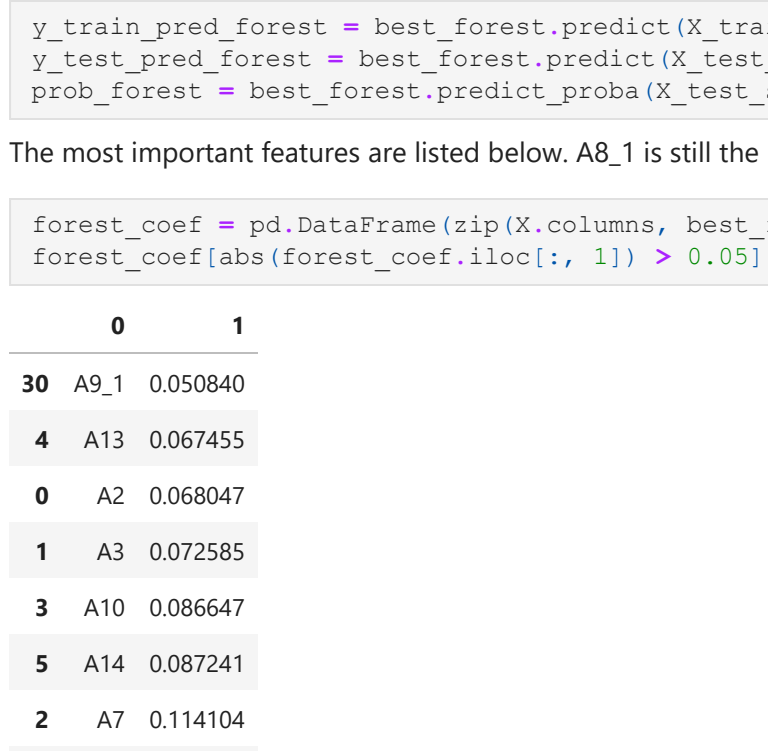 y_train_pred_forest = best_forest.predict(X_trai
y_test_pred_forest = best_forest.predict(X_test_
prob_forest = best_forest.predict_proba(X_test_a
The most important features are listed below. A8_1 is still the
forest_coef = pd.DataFrame(zip(X.columns, best_
forest_coef[abs(forest_coef.iloc[:, 1]) > 0.05]
0 1
30 A9_1 0.050840
4 A13 0.067455
0 A2 0.068047
1 A3 0.072585
3 A10 0.086647
5 A14 0.087241
2 A7 0.114104